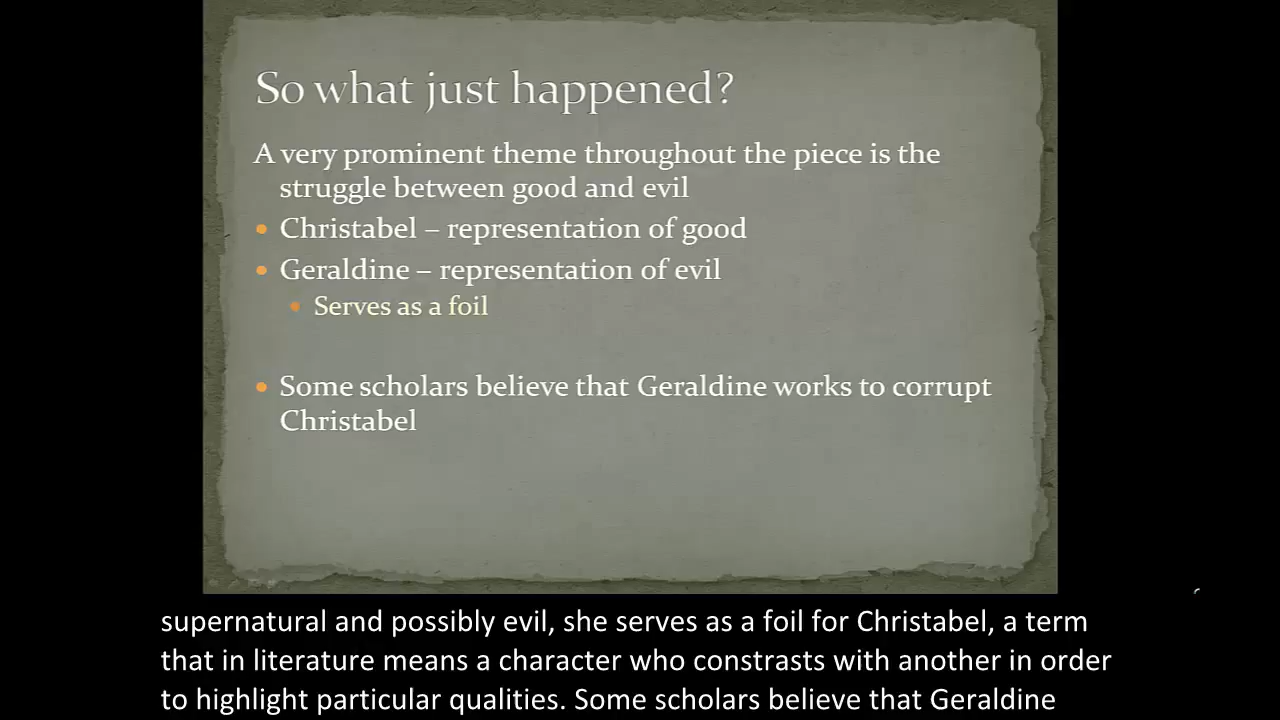 So what just happened?
A very prominent theme throughout the piece is the
struggle between good and evil
• Christabel – representation of good
• Geraldine – representation of evil
• Serves as a foil
• Some scholars believe that Geraldine works to corrupt
Christabel
supernatural and possibly evil, she serves as a foil for Christabel, a term
that in literature means a character who constrasts with another in order
to highlight particular qualities. Some scholars believe that Geraldine